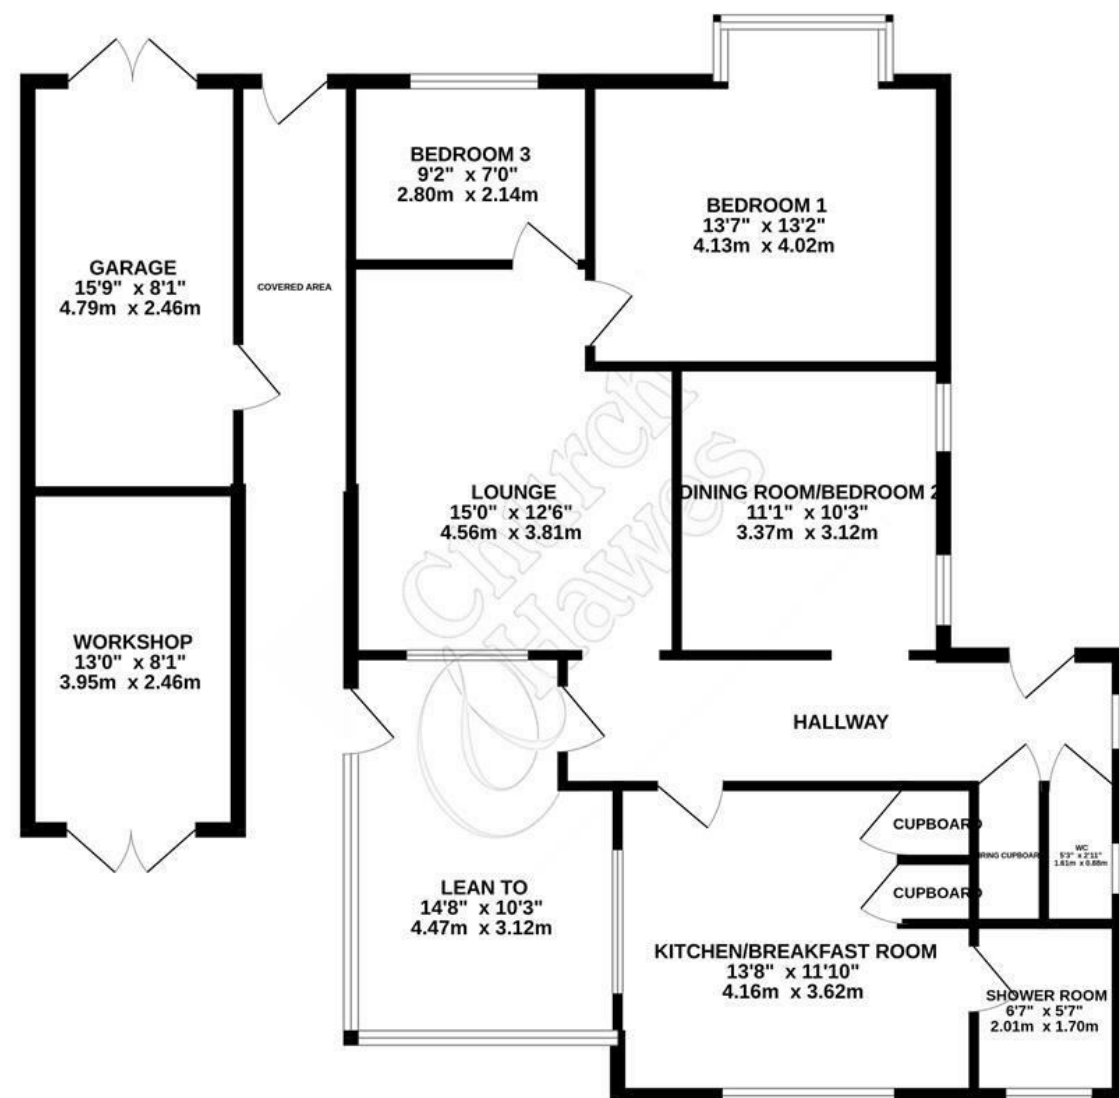 BEDROOM 3
9'2" x 7'0"
2.80m x 2.14m
BEDROOM 1
13'7" x 13'2"
4.13m x 4.02m
GARAGE
15'9" x 8'1"
4.79m x 2.46m
COVERED AREA
LOUNGE
15'0" x 12'6"
4.56m x 3.81m
DINING ROOM/BEDROOM 2
11'1" x 10'3"
3.37m x 3.12m
Church
& Hawes
WORKSHOP
13'0" x 8'1"
3.95m x 2.46m
HALLWAY
CUPBOARD
CUPBOARD
RING CUPBOARD
WC
5'3" x 2'11"
1.61m x 0.88m
LEAN TO
14'8" x 10'3"
4.47m x 3.12m
KITCHEN/BREAKFAST ROOM
13'8" x 11'10"
4.16m x 3.62m
SHOWER ROOM
6'7" x 5'7"
2.01m x 1.70m